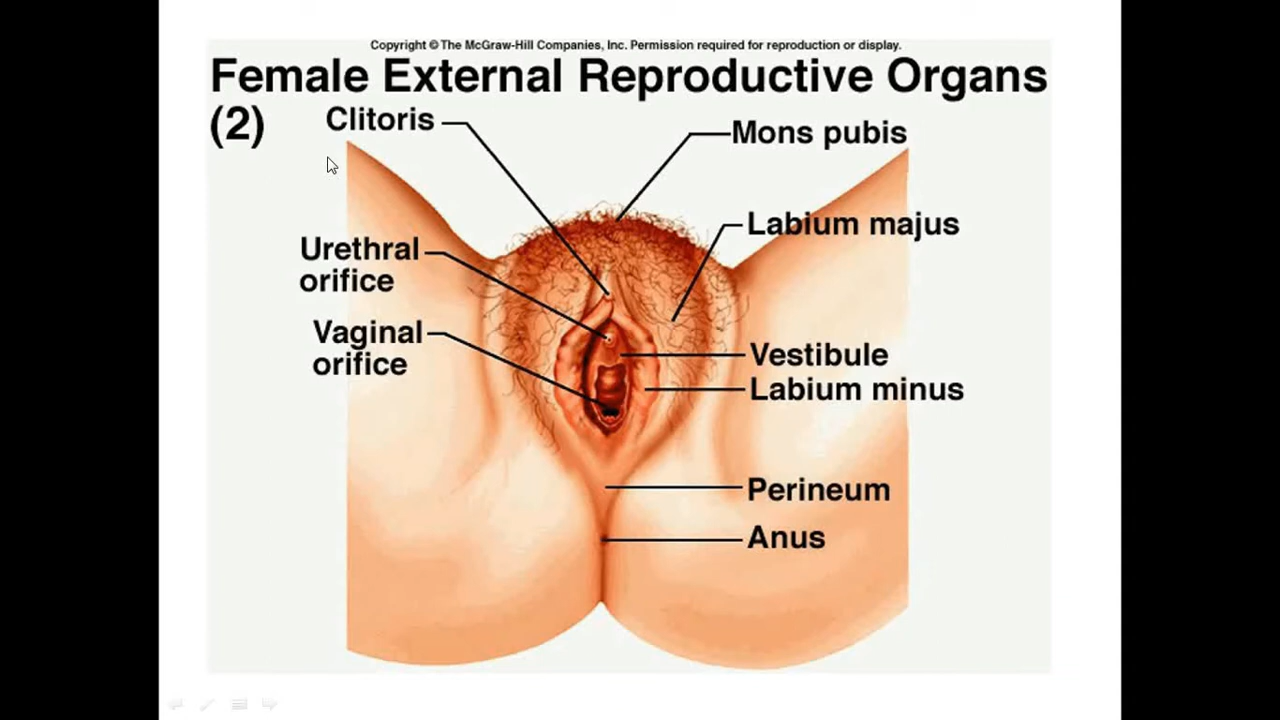 Copyright © The McGraw-Hill Companies, Inc. Permission required for reproduction or display.
Female External Reproductive Organs
(2)
Clitoris
Mons pubis
Labium majus
Urethral
orifice
Vaginal
orifice
Vestibule
Labium minus
Perineum
Anus